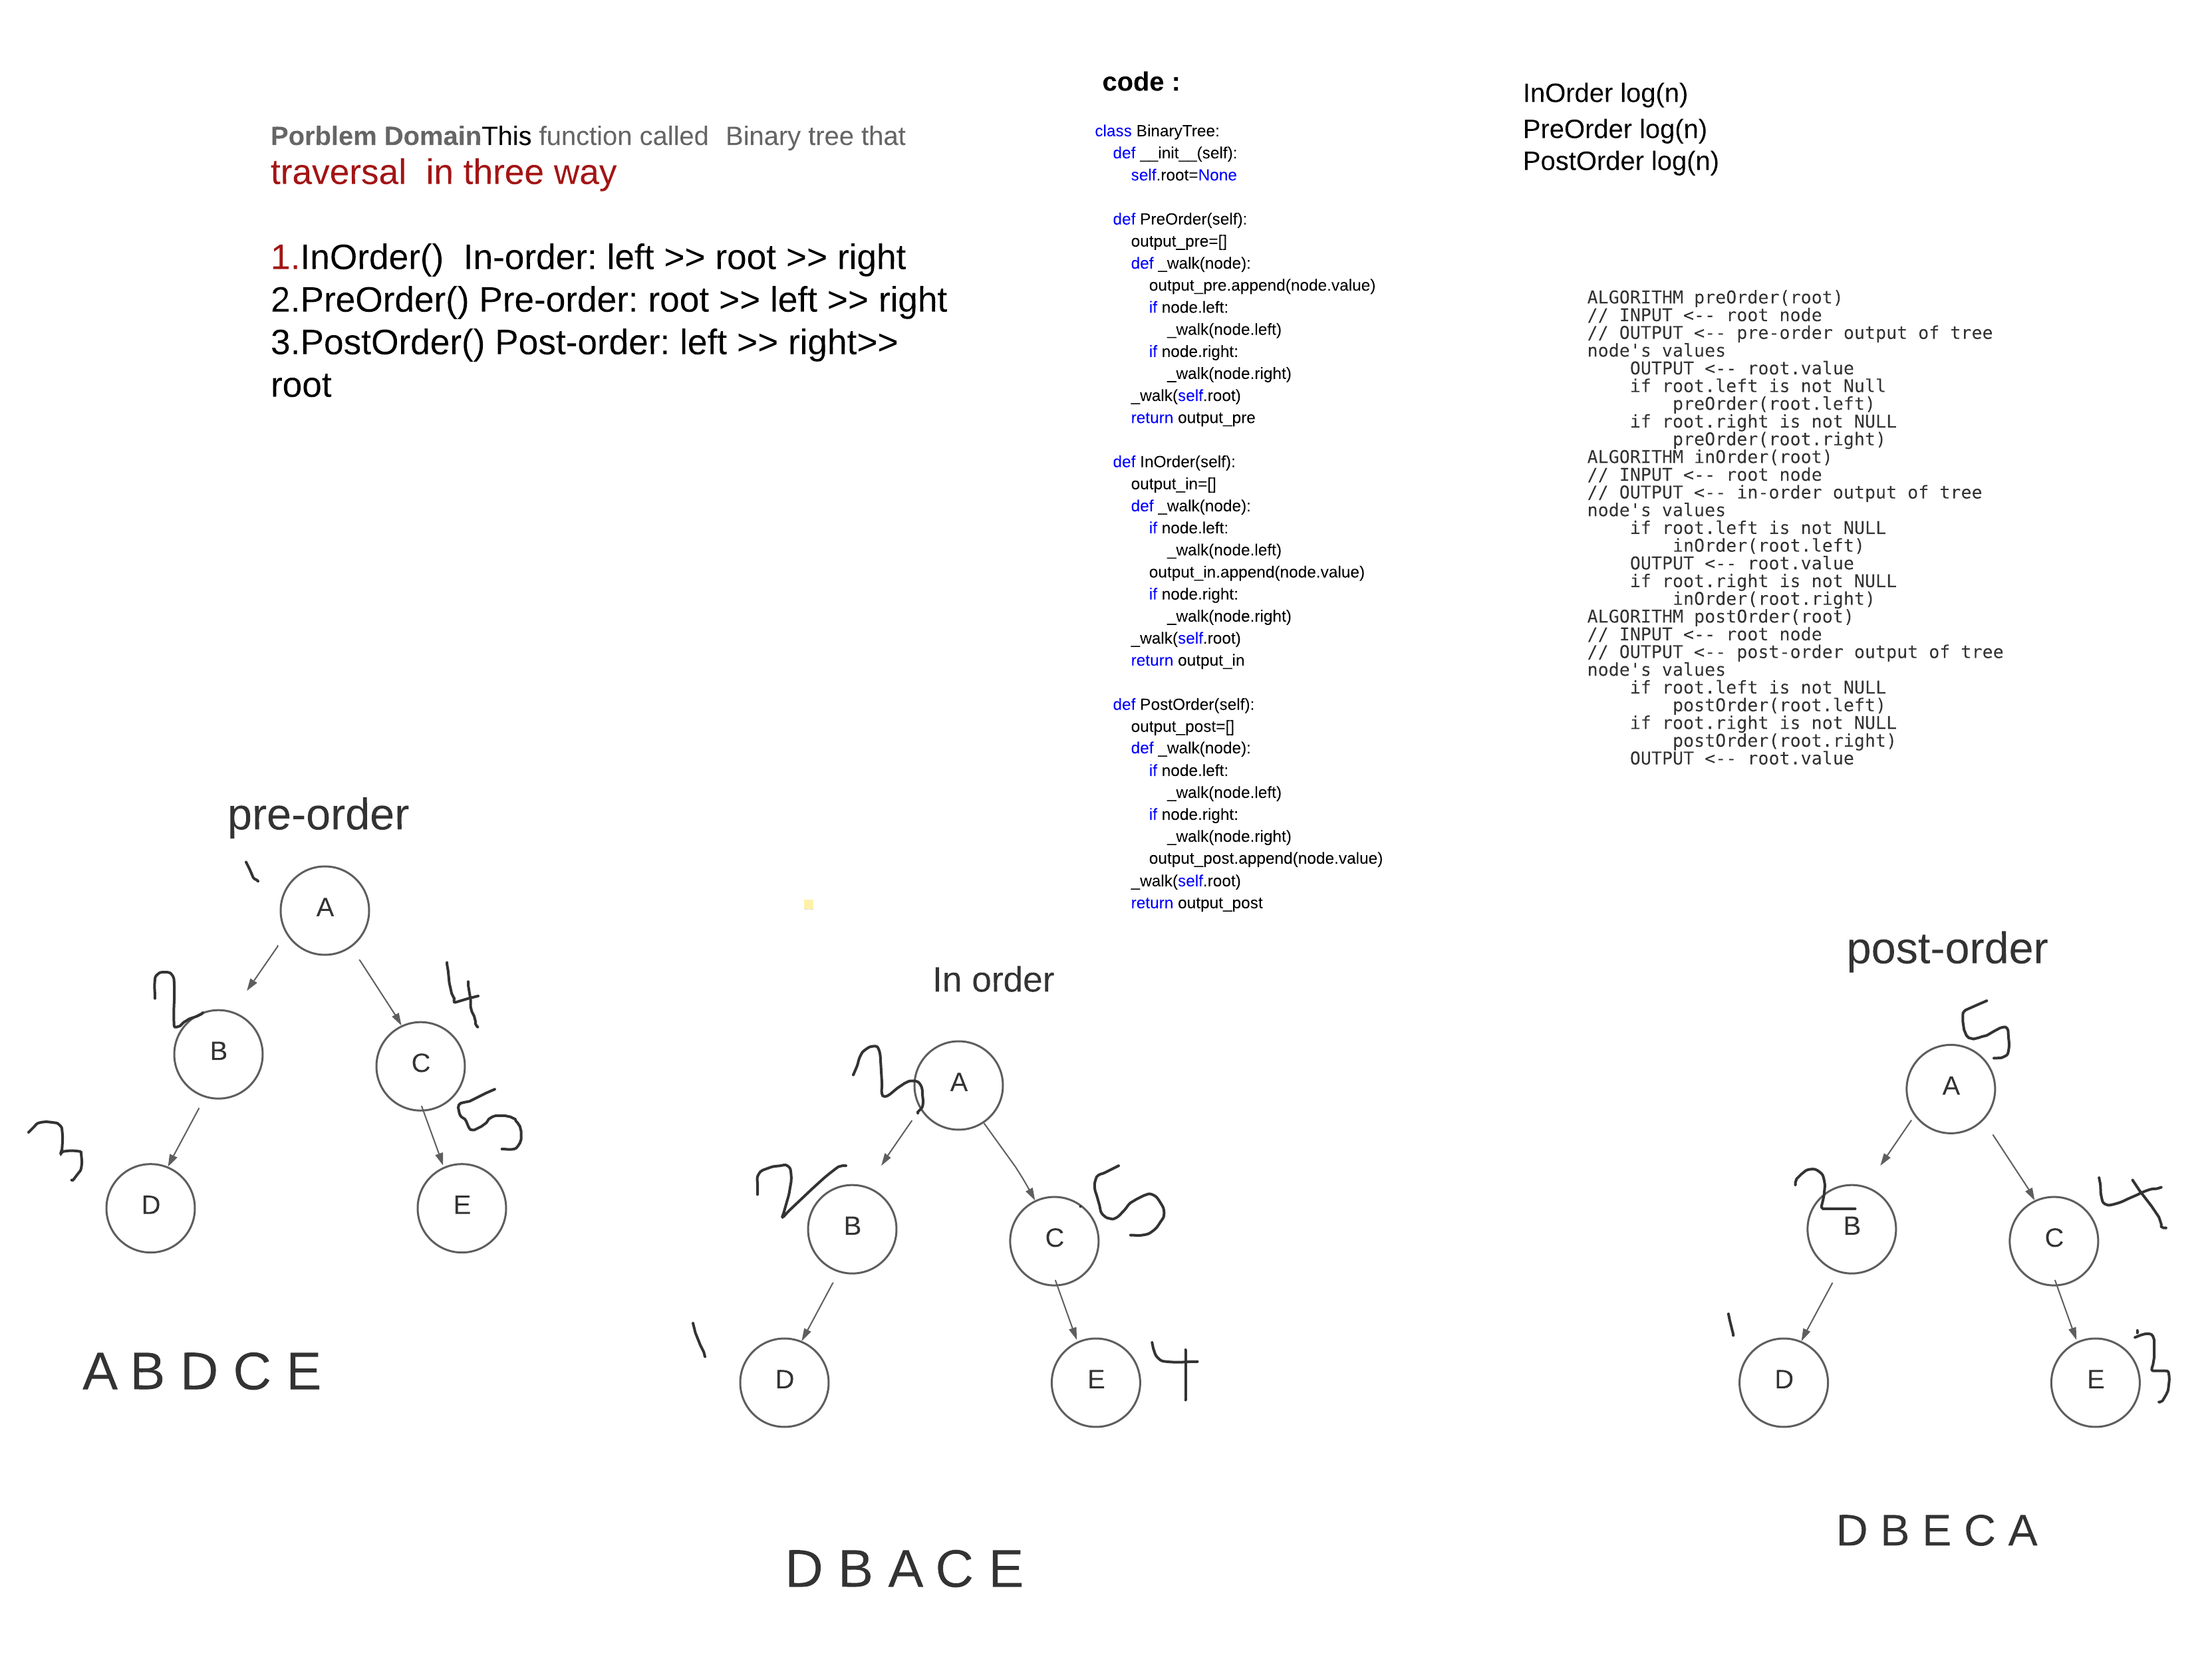 Porblem DomainThis function called  Binary tree that
traversal  in three way
1.InOrder()  In-order: left >> root >> right
2.PreOrder() Pre-order: root >> left >> right
3.PostOrder() Post-order: left >> right>>
root
code :
class BinaryTree:
    def __init__(self):
        self.root=None
    def PreOrder(self):
        output_pre=[]
        def _walk(node):
            output_pre.append(node.value)
            if node.left:
                _walk(node.left)
            if node.right:
                _walk(node.right)
        _walk(self.root)
        return output_pre
    def InOrder(self):
        output_in=[]
        def _walk(node):
            if node.left:
                _walk(node.left)
            output_in.append(node.value)
            if node.right:
                _walk(node.right)
        _walk(self.root)
        return output_in
    def PostOrder(self):
        output_post=[]
        def _walk(node):
            if node.left:
                _walk(node.left)
            if node.right:
                _walk(node.right)
            output_post.append(node.value)
        _walk(self.root)
        return output_post
InOrder log(n)
PreOrder log(n)
PostOrder log(n)
ALGORITHM preOrder(root)
// INPUT <-- root node
// OUTPUT <-- pre-order output of tree
node's values
    OUTPUT <-- root.value
    if root.left is not Null
        preOrder(root.left)
    if root.right is not NULL
        preOrder(root.right)
ALGORITHM inOrder(root)
// INPUT <-- root node
// OUTPUT <-- in-order output of tree
node's values
    if root.left is not NULL
        inOrder(root.left)
    OUTPUT <-- root.value
    if root.right is not NULL
        inOrder(root.right)
ALGORITHM postOrder(root)
// INPUT <-- root node
// OUTPUT <-- post-order output of tree
node's values
    if root.left is not NULL
        postOrder(root.left)
    if root.right is not NULL
        postOrder(root.right)
    OUTPUT <-- root.value
pre-order
1
A
2
4
B
C
3
5
D
E
A B D C E
In order
3
A
2
5
B
C
1
4
D
E
D B A C E
post-order
5
A
2
4
B
C
1
3
D
E
D B E C A